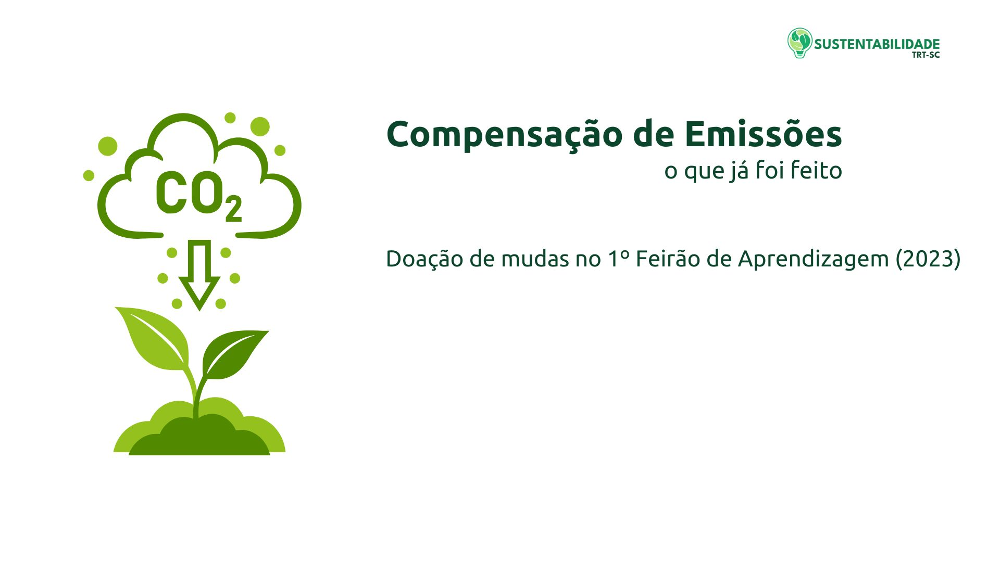 SUSTENTABILIDADE
TRT-SC
Compensação de Emissões
o que já foi feito
CO₂
Doação de mudas no 1º Feirão de Aprendizagem (2023)